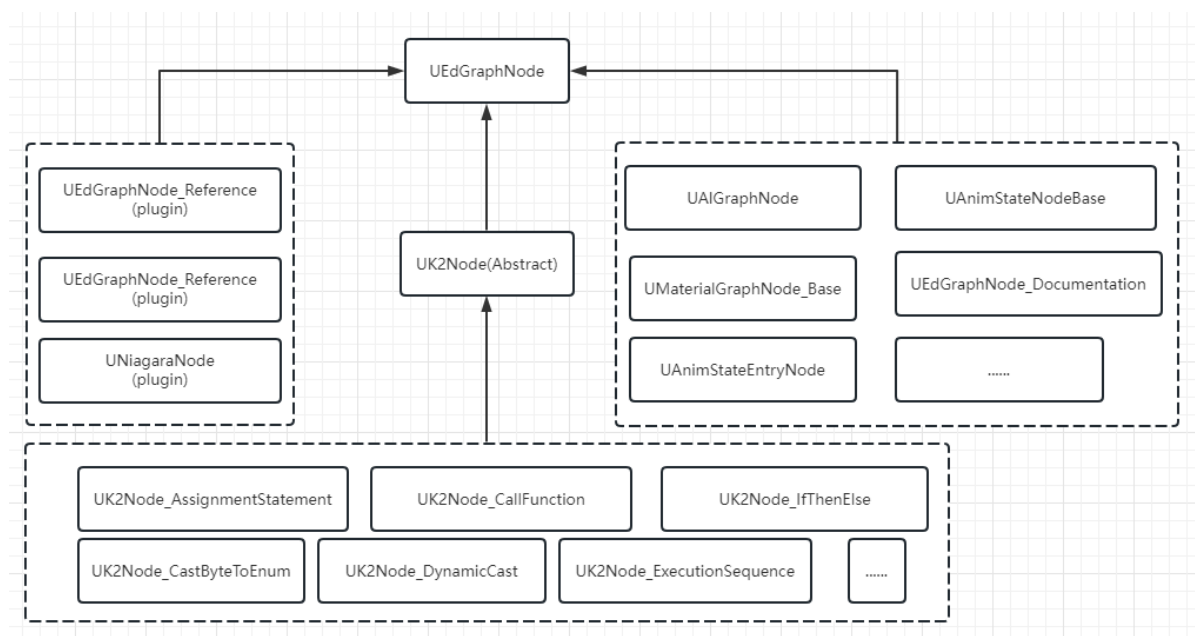 UEdGraphNode
UEdGraphNode_Reference
(plugin)
UEdGraphNode_Reference
(plugin)
UNiagaraNode
(plugin)
UK2Node(Abstract)
UAIGraphNode
UAnimStateNodeBase
UMaterialGraphNode_Base
UEdGraphNode_Documentation
UAnimStateEntryNode
......
UK2Node_AssignmentStatement
UK2Node_CallFunction
UK2Node_IfThenElse
UK2Node_CastByteToEnum
UK2Node_DynamicCast
UK2Node_ExecutionSequence
......